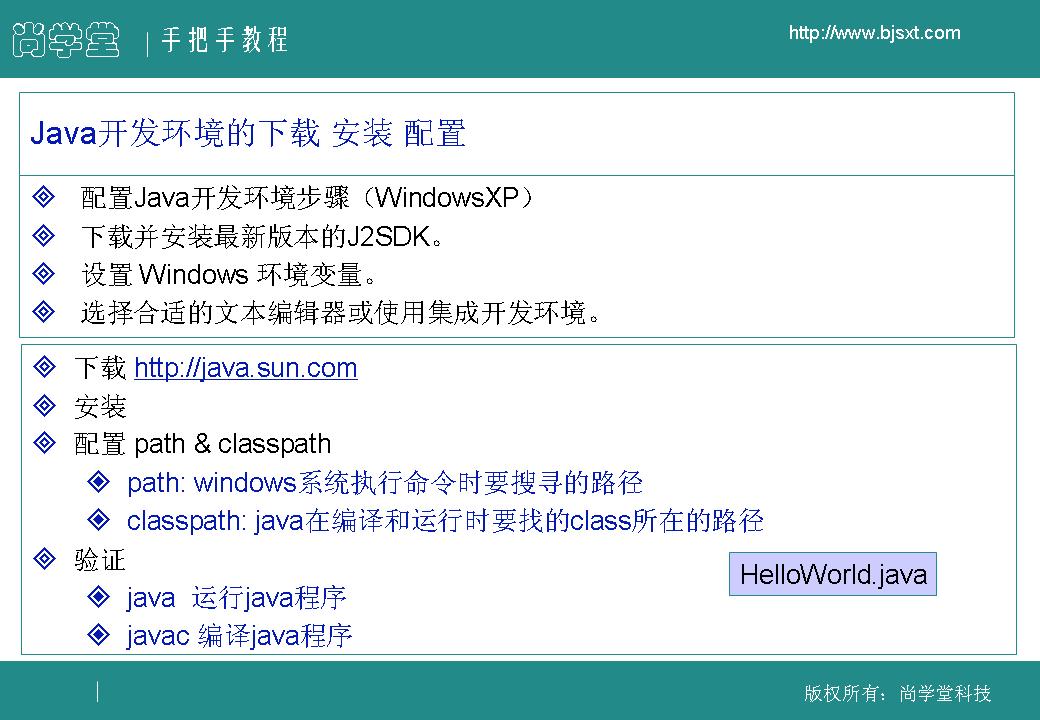 尚学堂 | 手把手教程
http://www.bjsxt.com
Java开发环境的下载 安装 配置
配置Java开发环境步骤（WindowsXP）
下载并安装最新版本的J2SDK。
设置 Windows 环境变量。
选择合适的文本编辑器或使用集成开发环境。
下载 http://java.sun.com
安装
配置 path & classpath
path: windows系统执行命令时要搜寻的路径
classpath: java在编译和运行时要找的class所在的路径
验证
HelloWorld.java
java 运行java程序
javac 编译java程序
版权所有：尚学堂科技